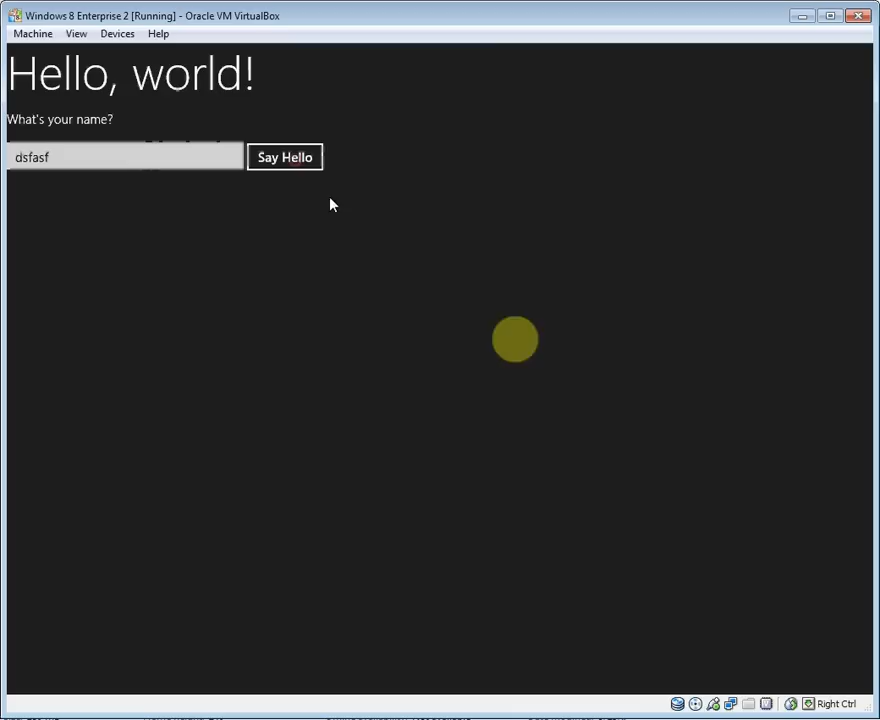 Windows 8 Enterprise 2 [Running] - Oracle VM VirtualBox
Machine View Devices Help
Hello, world!
What's your name?
dsfasf Say Hello
Right Ctrl